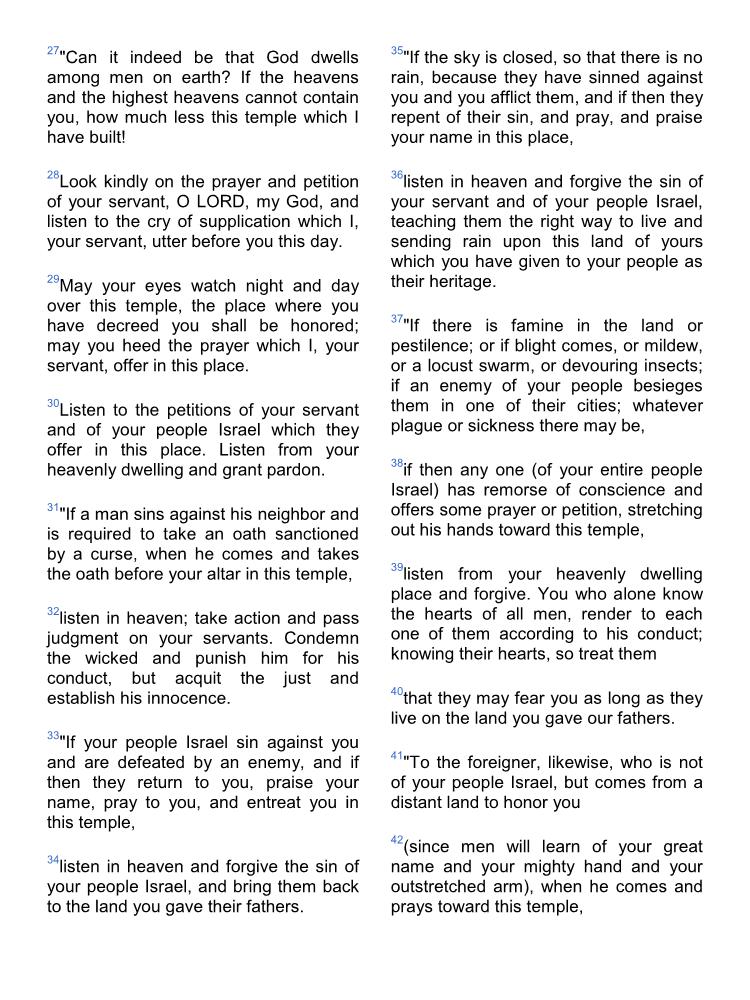 27"Can it indeed be that God dwells
among men on earth? If the heavens
and the highest heavens cannot contain
you, how much less this temple which I
have built!
28Look kindly on the prayer and petition
of your servant, O LORD, my God, and
listen to the cry of supplication which I,
your servant, utter before you this day.
29May your eyes watch night and day
over this temple, the place where you
have decreed you shall be honored;
may you heed the prayer which I, your
servant, offer in this place.
30Listen to the petitions of your servant
and of your people Israel which they
offer in this place. Listen from your
heavenly dwelling and grant pardon.
31"If a man sins against his neighbor and
is required to take an oath sanctioned
by a curse, when he comes and takes
the oath before your altar in this temple,
32listen in heaven; take action and pass
judgment on your servants. Condemn
the wicked and punish him for his
conduct, but acquit the just and
establish his innocence.
33"If your people Israel sin against you
and are defeated by an enemy, and if
then they return to you, praise your
name, pray to you, and entreat you in
this temple,
34listen in heaven and forgive the sin of
your people Israel, and bring them back
to the land you gave their fathers.
35"If the sky is closed, so that there is no
rain, because they have sinned against
you and you afflict them, and if then they
repent of their sin, and pray, and praise
your name in this place,
36listen in heaven and forgive the sin of
your servant and of your people Israel,
teaching them the right way to live and
sending rain upon this land of yours
which you have given to your people as
their heritage.
37"If there is famine in the land or
pestilence; or if blight comes, or mildew,
or a locust swarm, or devouring insects;
if an enemy of your people besieges
them in one of their cities; whatever
plague or sickness there may be,
38if then any one (of your entire people
Israel) has remorse of conscience and
offers some prayer or petition, stretching
out his hands toward this temple,
39listen from your heavenly dwelling
place and forgive. You who alone know
the hearts of all men, render to each
one of them according to his conduct;
knowing their hearts, so treat them
40that they may fear you as long as they
live on the land you gave our fathers.
41"To the foreigner, likewise, who is not
of your people Israel, but comes from a
distant land to honor you
42(since men will learn of your great
name and your mighty hand and your
outstretched arm), when he comes and
prays toward this temple,